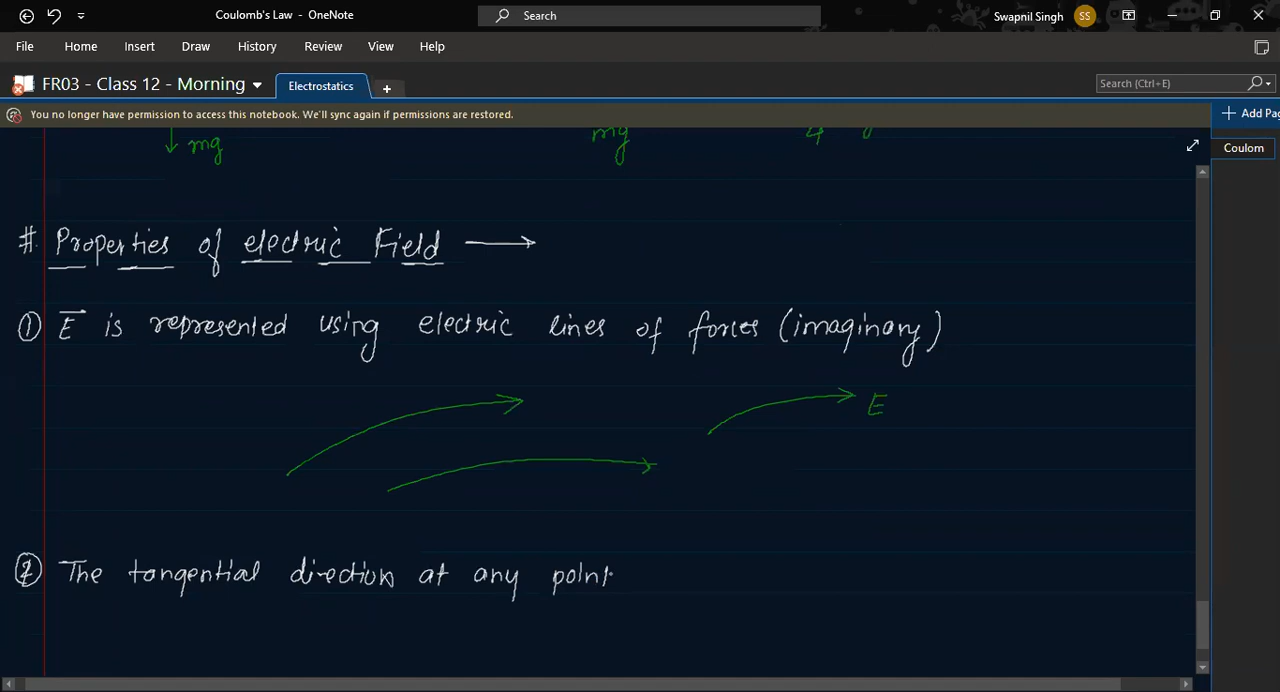 Coulomb's Law - OneNote
Search
Swapnil Singh
SS
File Home Insert Draw History Review View Help
FR03 - Class 12 - Morning
Electrostatics
+
Search (Ctrl+E)
You no longer have permission to access this notebook. We'll sync again if permissions are restored.
+ Add Pag
Coulom
mg
mg
4
# Properties of electric Field →
① E is represented using electric lines of forces (imaginary)
E
② The tangential direction at any point